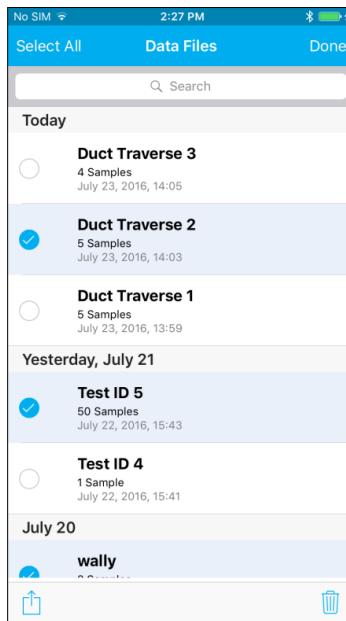 No SIM 2:27 PM
Select All Data Files Done
Search
Today
Duct Traverse 3
4 Samples
July 23, 2016, 14:05
Duct Traverse 2
5 Samples
July 23, 2016, 14:03
Duct Traverse 1
5 Samples
July 23, 2016, 13:59
Yesterday, July 21
Test ID 5
50 Samples
July 22, 2016, 15:43
Test ID 4
1 Sample
July 22, 2016, 15:41
July 20
wally
Samples